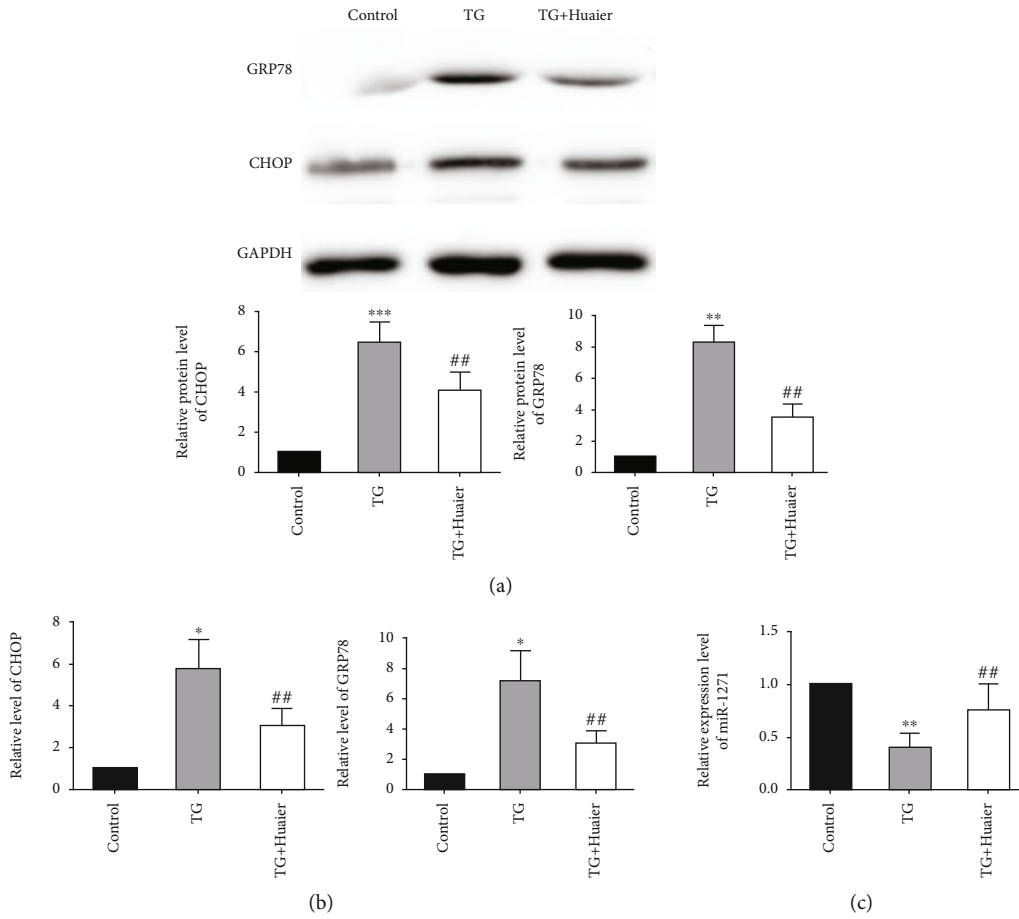 Control TG TG+Huaier
GRP78
CHOP
GAPDH
Relative protein level
of CHOP
8
6
4
2
0
***
##
Control
TG
TG+Huaier
Relative protein level
of GRP78
10
8
6
4
2
0
**
##
Control
TG
TG+Huaier
(a)
Relative level of CHOP
8
6
4
2
0
*
##
Control
TG
TG+Huaier
Relative level of GRP78
10
8
6
4
2
0
*
##
Control
TG
TG+Huaier
(b)
Relative expression level
of miR-1271
1.5
1.0
0.5
0.0
**
##
Control
TG
TG+Huaier
(c)